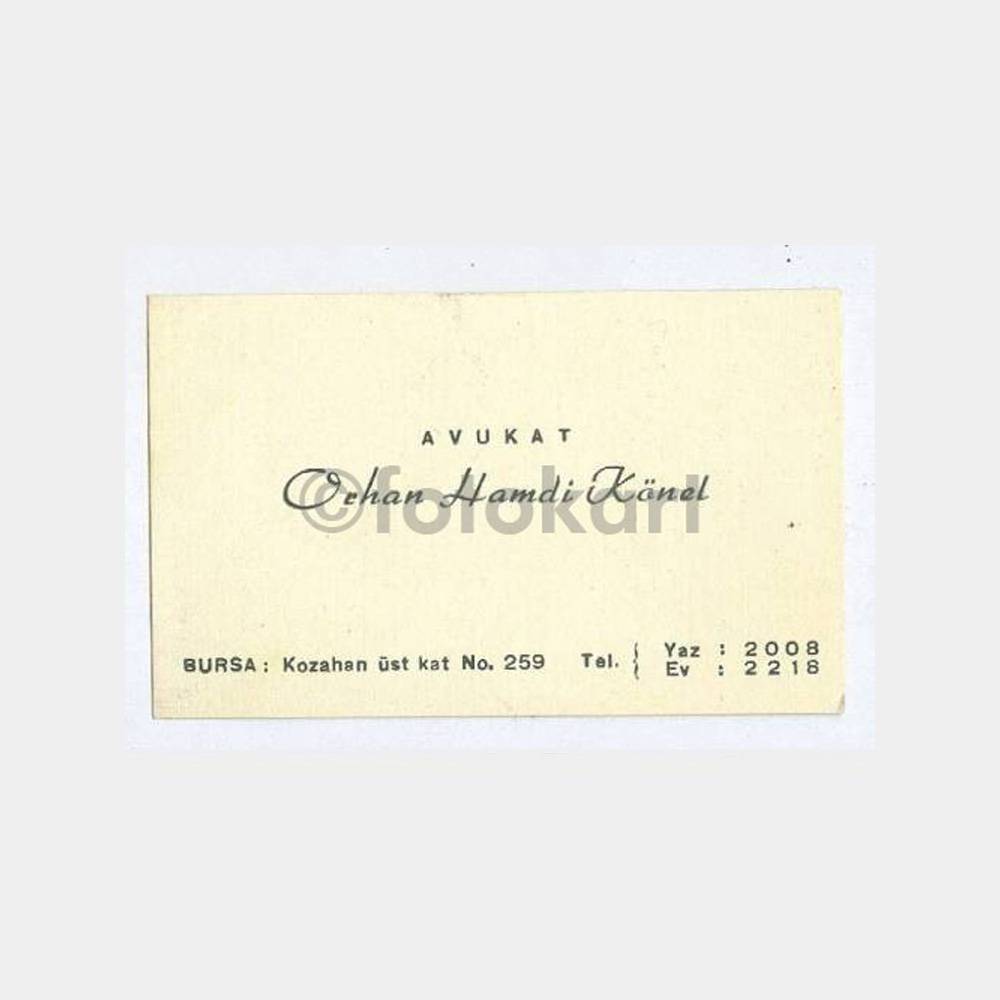 AVUKAT
Orhan Hamdi Könel
©fotokart
BURSA: Kozahan üst kat No. 259 Tel. { Yaz : 2008
Ev : 2218